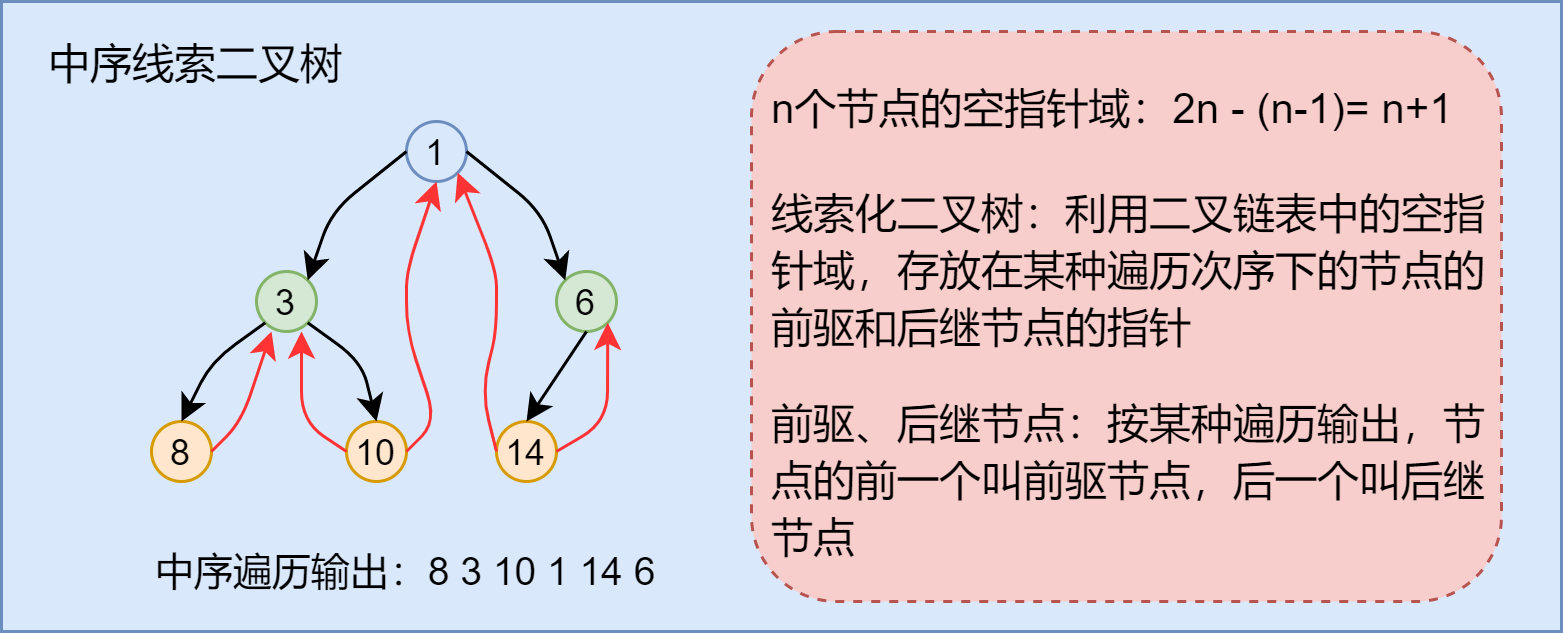 中序线索二叉树
1
3
6
8
10
14
中序遍历输出：8 3 10 1 14 6
n个节点的空指针域：2n - (n-1)= n+1
线索化二叉树：利用二叉链表中的空指
针域，存放在某种遍历次序下的节点的
前驱和后继节点的指针
前驱、后继节点：按某种遍历输出，节
点的前一个叫前驱节点，后一个叫后继
节点